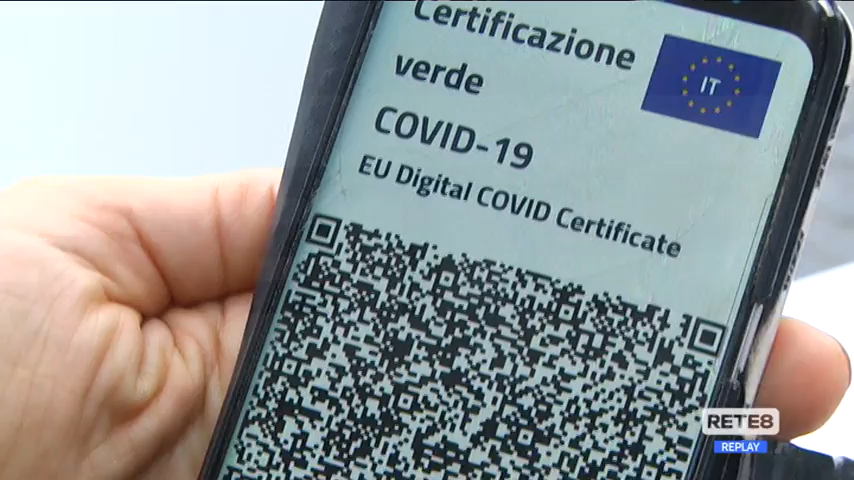 Certificazione
verde
IT
COVID-19
EU Digital COVID Certificate
RETE8
REPLAY